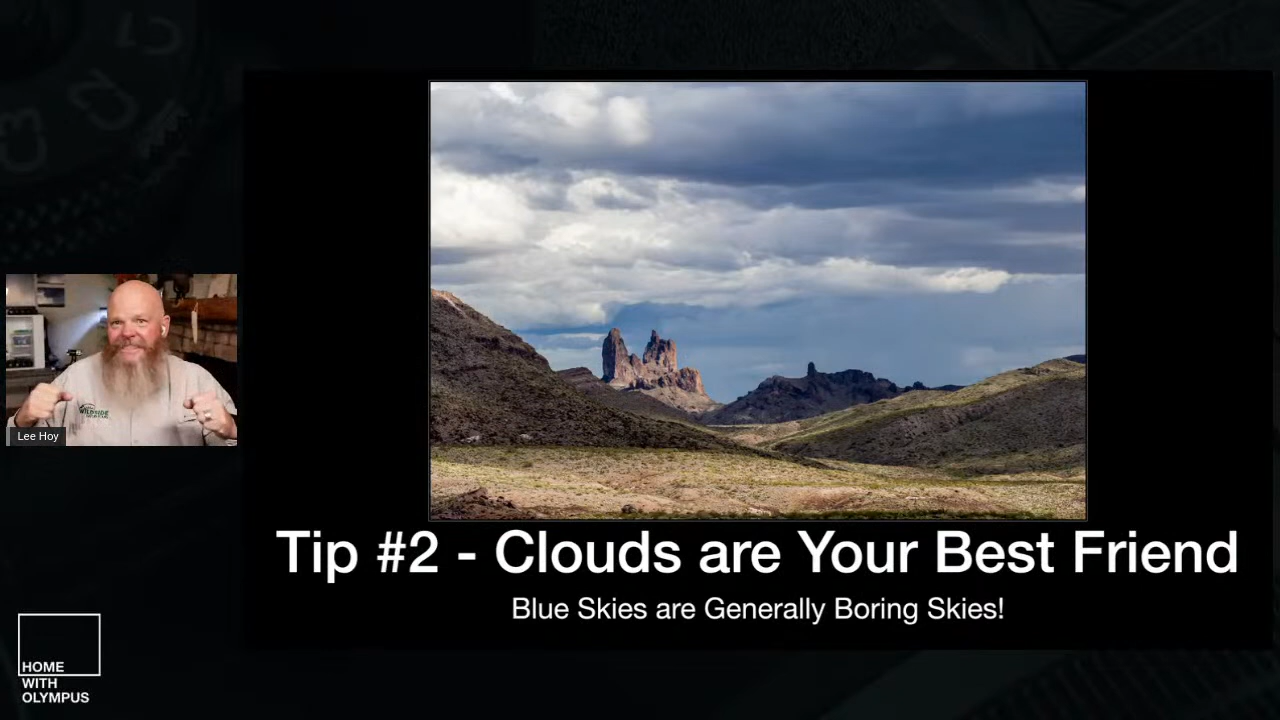 Tip #2 - Clouds are Your Best Friend
Blue Skies are Generally Boring Skies!
Lee Hoy
HOME
WITH
OLYMPUS